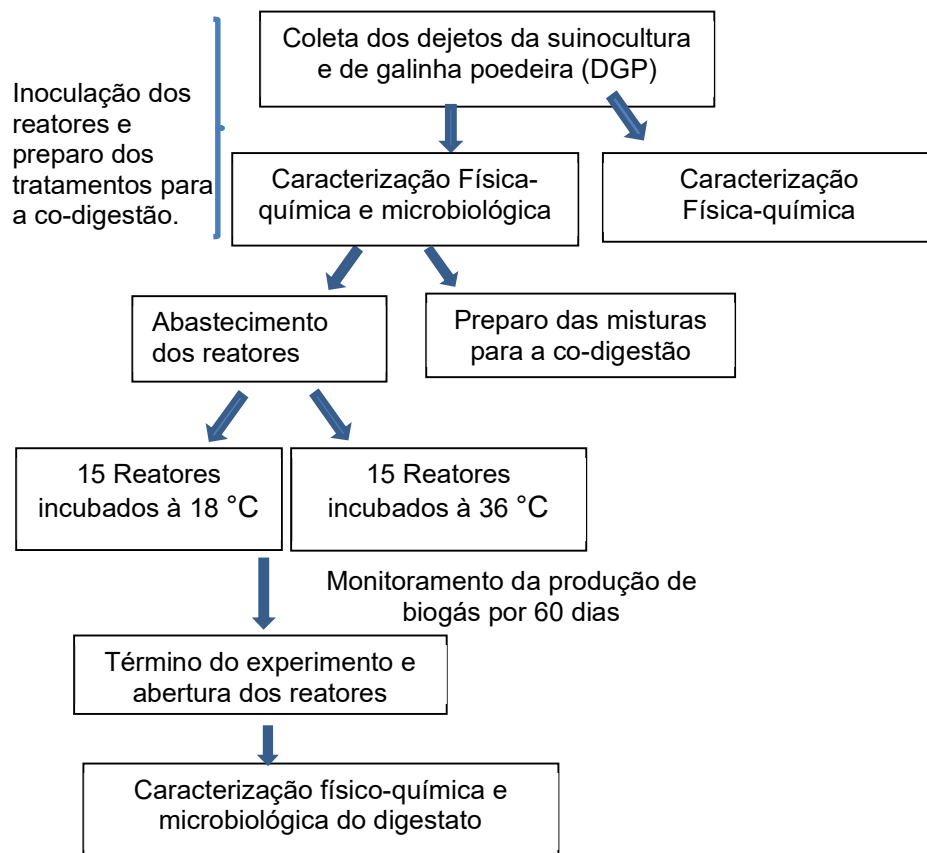 Coleta dos dejetos da suinocultura
e de galinha poedeira (DGP)
Inoculação dos
reatores e
preparo dos
tratamentos para
a co-digestão.
Caracterização Física-
química e microbiológica
Caracterização
Física-química
Abastecimento
dos reatores
Preparo das misturas
para a co-digestão
15 Reatores
incubados à 18 °C
15 Reatores
incubados à 36 °C
Monitoramento da produção de
biogás por 60 dias
Término do experimento e
abertura dos reatores
Caracterização físico-química e
microbiológica do digestato